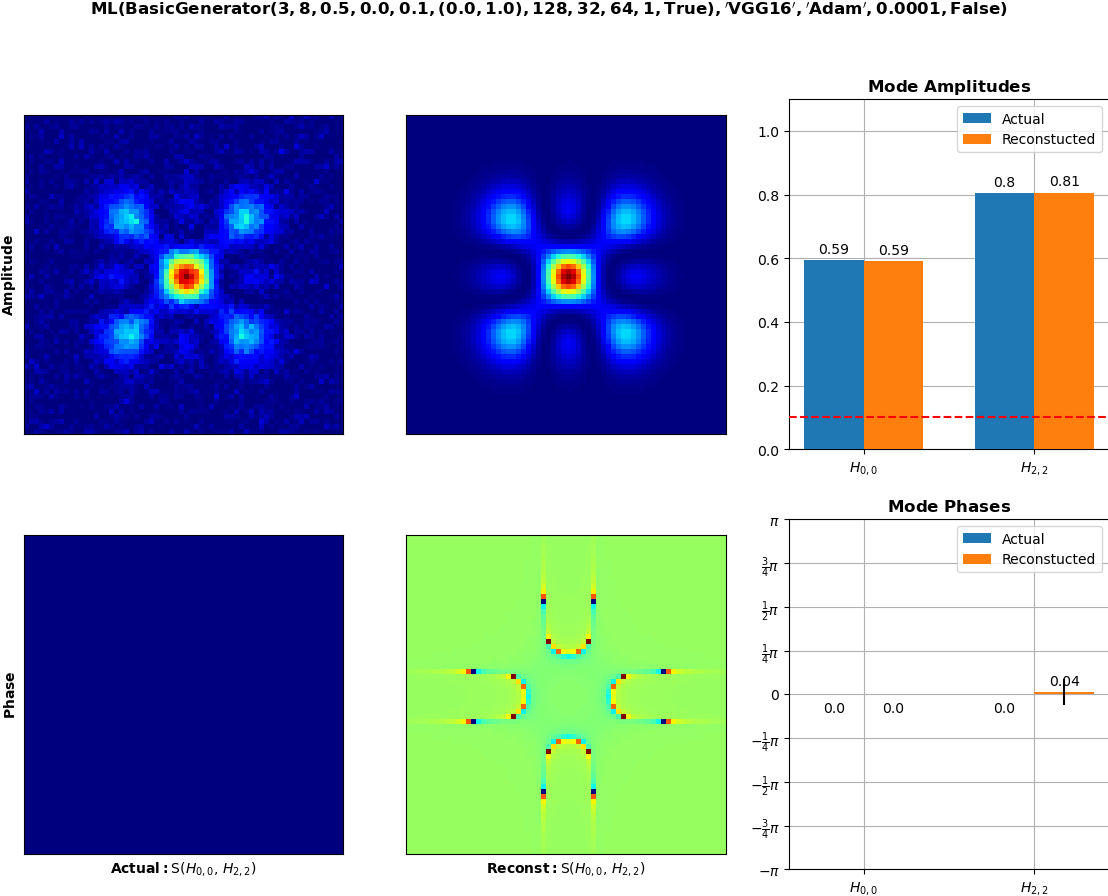 ML(BasicGenerator(3, 8, 0.5, 0.0, 0.1, (0.0, 1.0), 128, 32, 64, 1, True), ′VGG16′, ′Adam′, 0.0001, False)
Amplitude
Mode Amplitudes
Actual
Reconstucted
1.0
0.8
0.6
0.4
0.2
0.0
0.59
0.59
0.8
0.81
H0, 0
H2, 2
Phase
Actual: S(H0, 0, H2, 2)
Reconst: S(H0, 0, H2, 2)
Mode Phases
Actual
Reconstucted
π
3/4π
1/2π
1/4π
0
−1/4π
−1/2π
−3/4π
−π
0.0
0.0
0.0
0.04
H0, 0
H2, 2